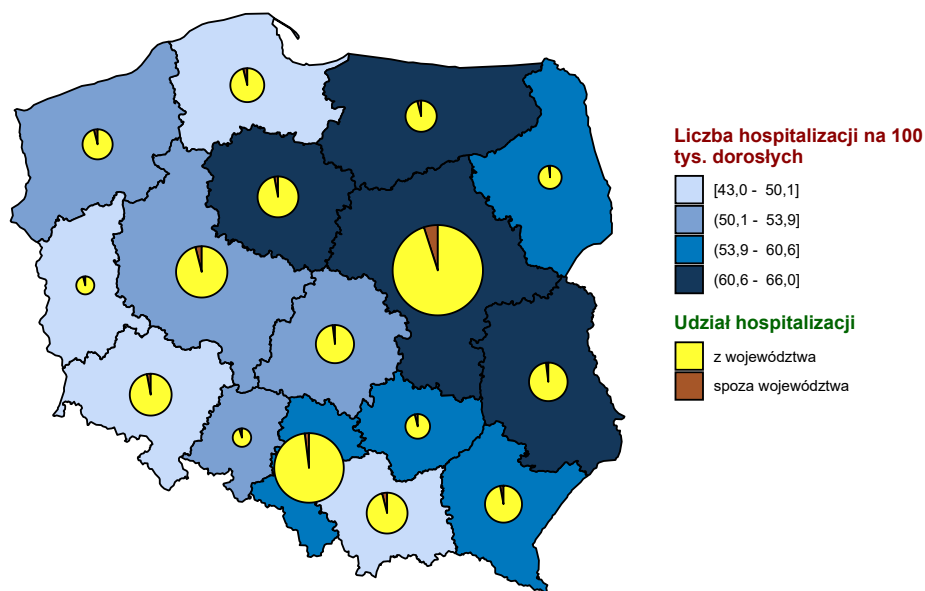 Liczba hospitalizacji na 100
tys. dorosłych
[43,0 - 50,1]
(50,1 - 53,9]
(53,9 - 60,6]
(60,6 - 66,0]
Udział hospitalizacji
z województwa
spoza województwa